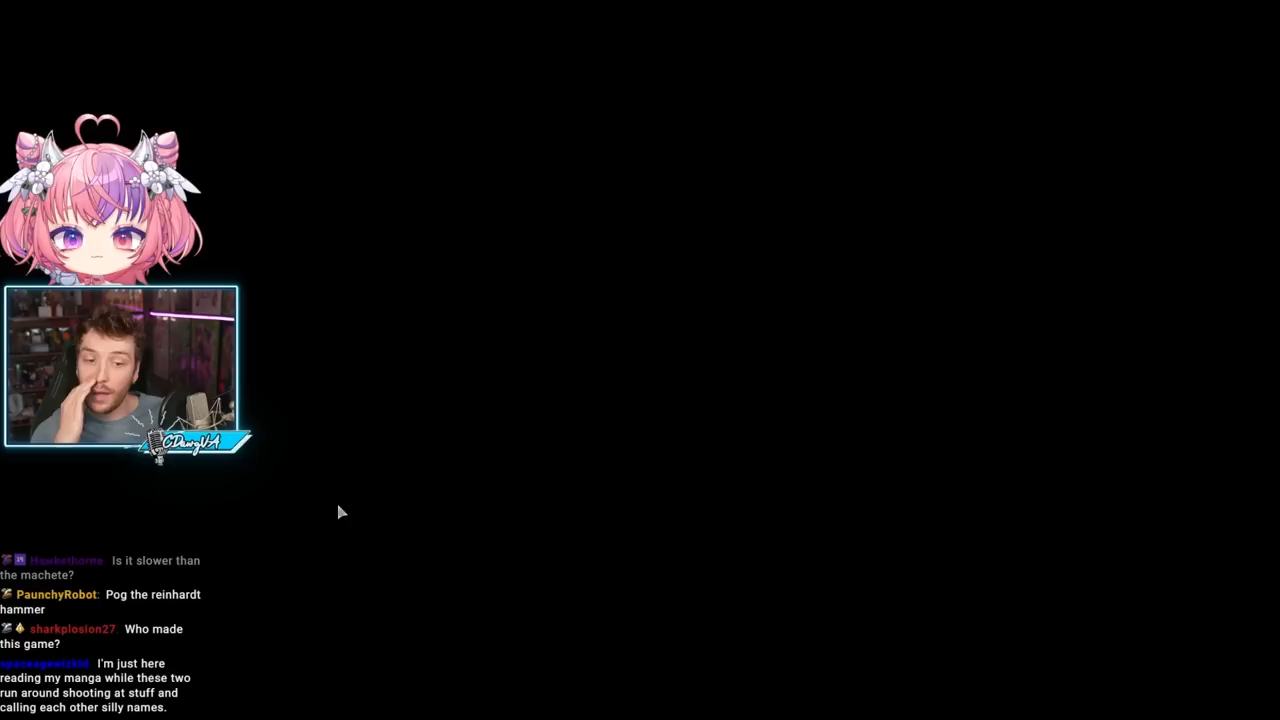 CDawgVA
Hawkethorne Is it slower than
the machete?
PaunchyRobot: Pog the reinhardt
hammer
sharkplosion27: Who made
this game?
spaceagewizkid I'm just here
reading my manga while these two
run around shooting at stuff and
calling each other silly names.